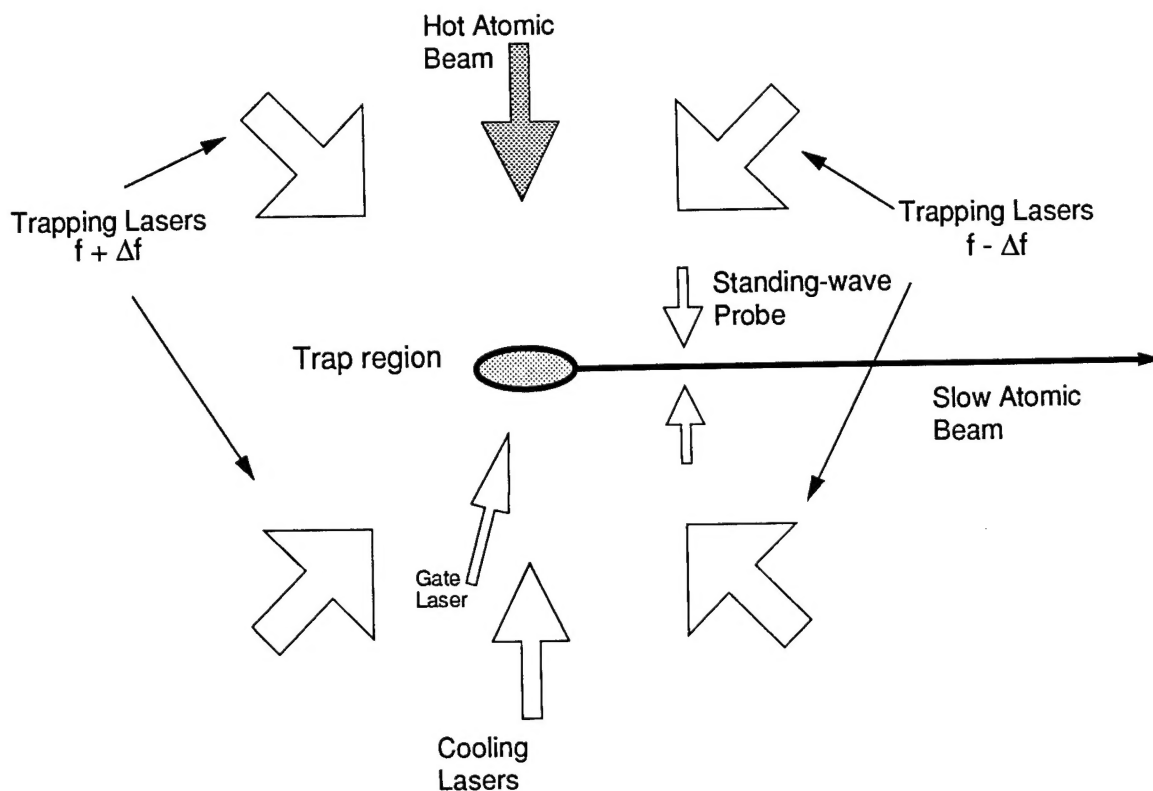 Hot Atomic
Beam
Trapping Lasers
f + Δf
Trapping Lasers
f - Δf
Standing-wave
Probe
Trap region
Slow Atomic
Beam
Gate
Laser
Cooling
Lasers